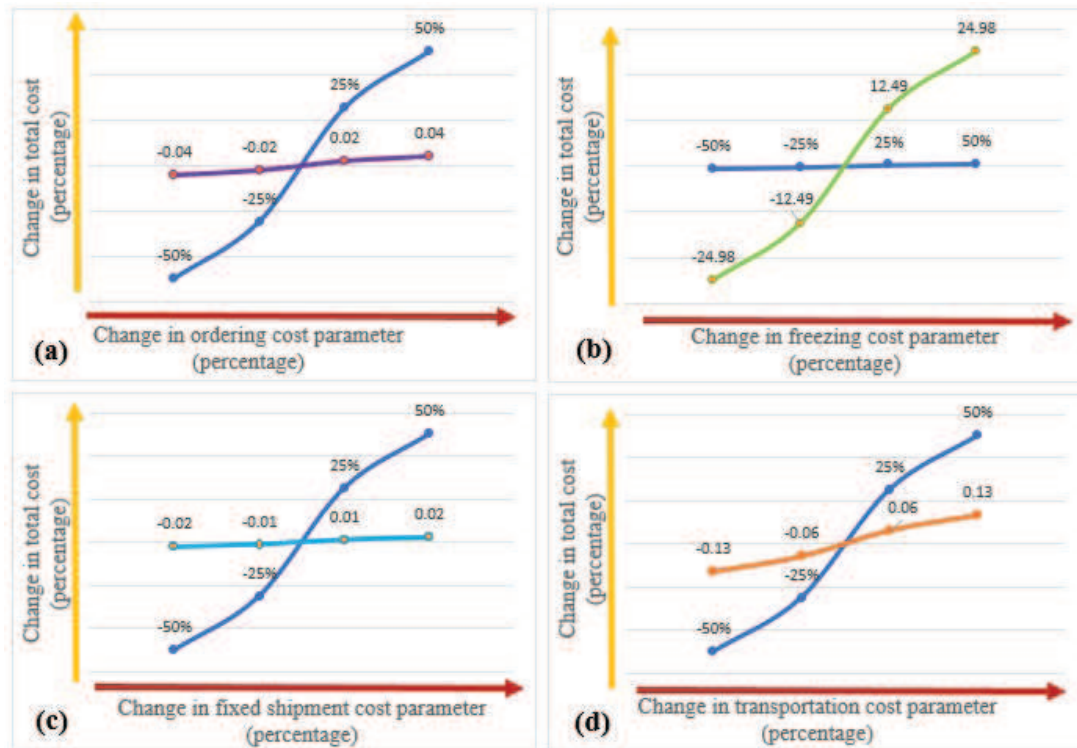 50%
25%
-0.04
-0.02
0.02
0.04
-25%
-50%
Change in total cost
(percentage)
(a)
Change in ordering cost parameter
(percentage)
24.98
12.49
-50%
-25%
25%
50%
-12.49
-24.98
Change in total cost
(percentage)
(b)
Change in freezing cost parameter
(percentage)
50%
25%
-0.02
-0.01
0.01
0.02
-25%
-50%
Change in total cost
(percentage)
(c)
Change in fixed shipment cost parameter
(percentage)
50%
25%
0.13
0.06
-0.06
-0.13
-25%
-50%
Change in total cost
(percentage)
(d)
Change in transportation cost parameter
(percentage)